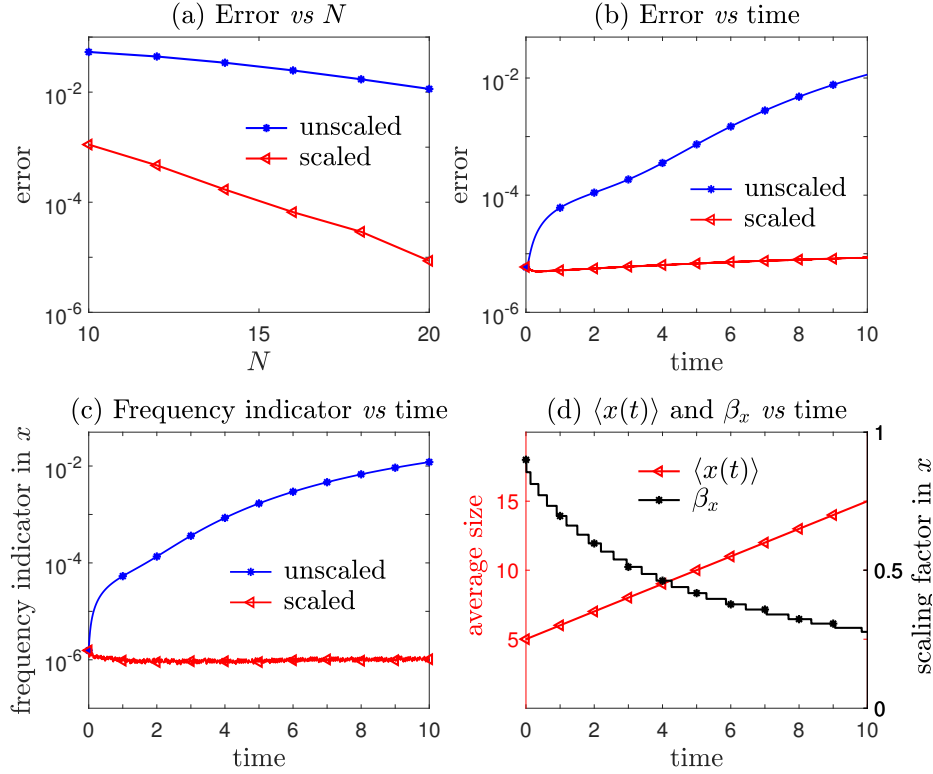 (a) Error vs N
error
10^-2
10^-4
10^-6
unscaled
scaled
10 15 20
N
(b) Error vs time
error
10^-2
10^-4
10^-6
unscaled
scaled
0 2 4 6 8 10
time
(c) Frequency indicator in x vs time
frequency indicator in x
10^-2
10^-4
10^-6
unscaled
scaled
0 2 4 6 8 10
time
(d) ⟨x(t)⟩ and β_x vs time
average size
15
10
5
⟨x(t)⟩
β_x
1
0.5
0
scaling factor in x
0 2 4 6 8 10
time